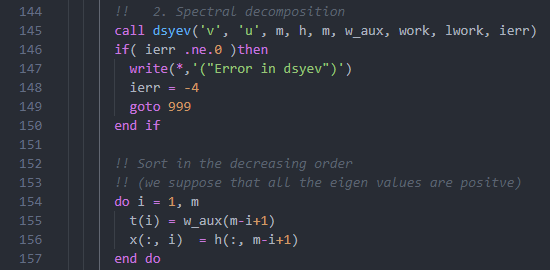 144 !!   2. Spectral decomposition
145 call dsyev('v', 'u', m, h, m, w_aux, work, lwork, ierr)
146 if( ierr .ne.0 )then
147   write(*,'("Error in dsyev")')
148   ierr = -4
149   goto 999
150 end if
151
152 !! Sort in the decreasing order
153 !! (we suppose that all the eigen values are positve)
154 do i = 1, m
155   t(i) = w_aux(m-i+1)
156   x(:, i)  = h(:, m-i+1)
157 end do